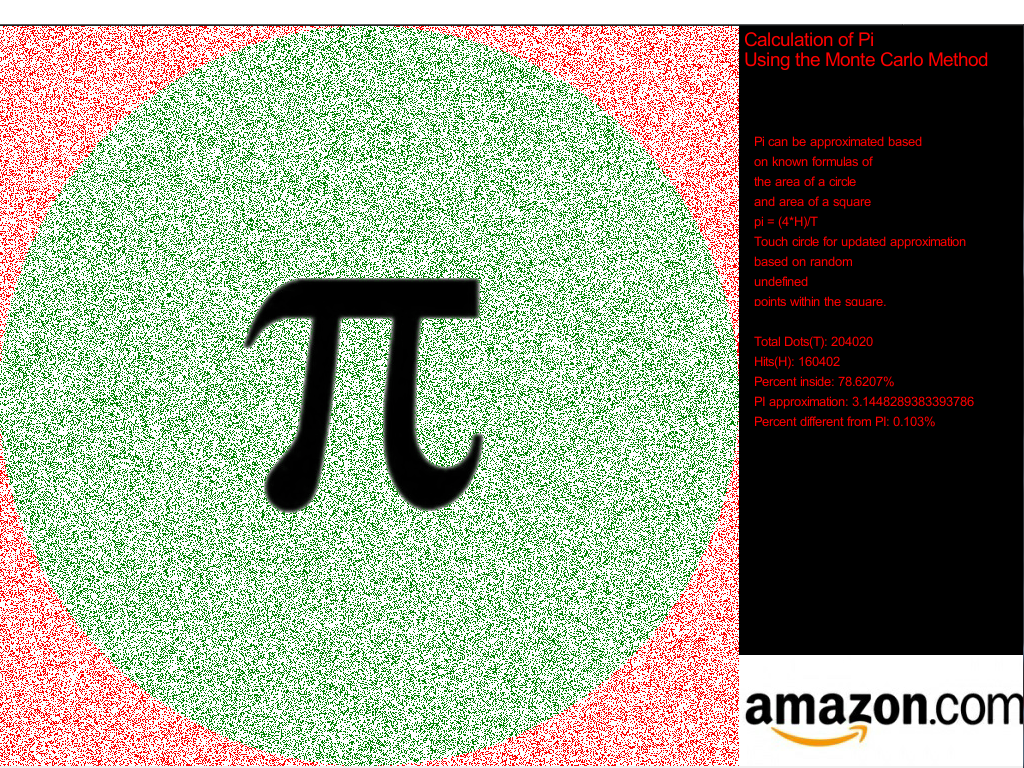 Calculation of Pi
Using the Monte Carlo Method
Pi can be approximated based
on known formulas of
the area of a circle
and area of a square
pi = (4*H)/T
Touch circle for updated approximation
based on random
undefined
points within the square.
Total Dots(T): 204020
Hits(H): 160402
Percent inside: 78.6207%
PI approximation: 3.1448289383393786
Percent different from PI: 0.103%
π
amazon.com